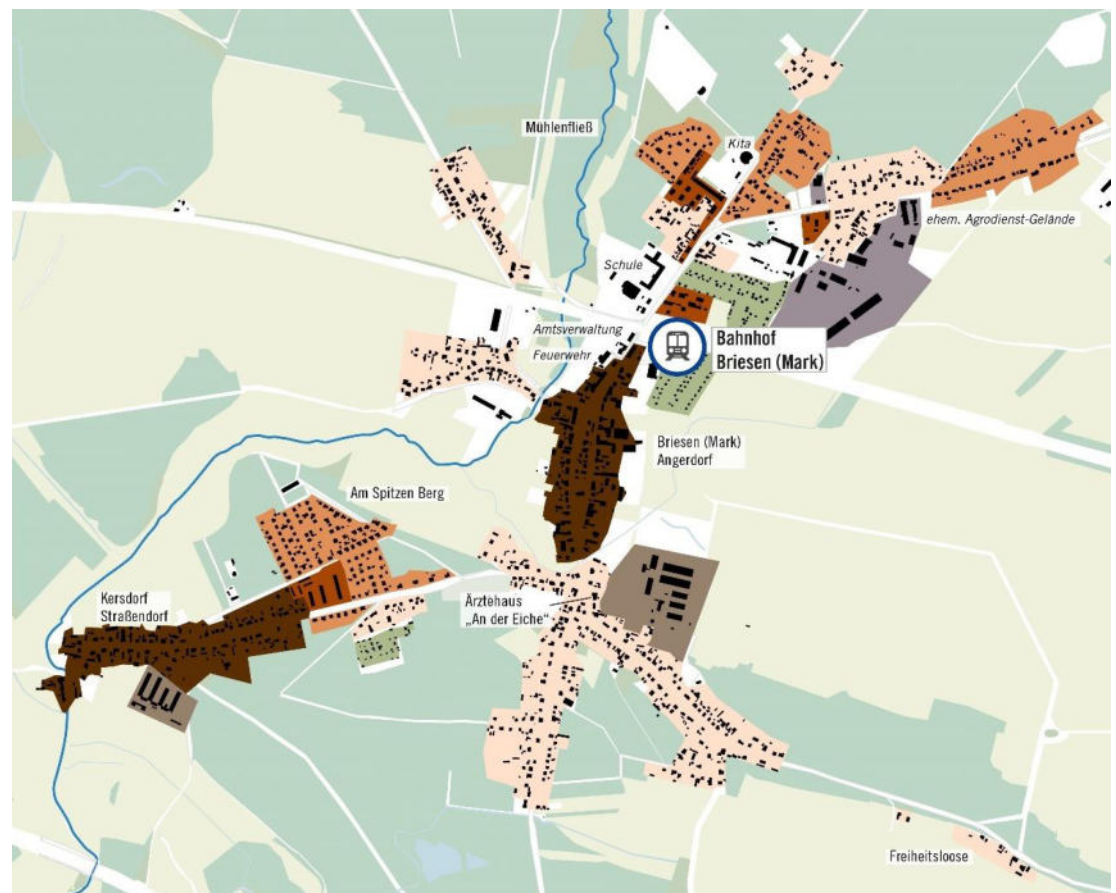 Mühlenfließ
Kita
ehem. Agrodienst-Gelände
Schule
Amtsverwaltung
Feuerwehr
Bahnhof
Briesen (Mark)
Briesen (Mark)
Angerdorf
Am Spitzen Berg
Kersdorf
Straßendorf
Ärztehaus
„An der Eiche“
Freiheitsloose